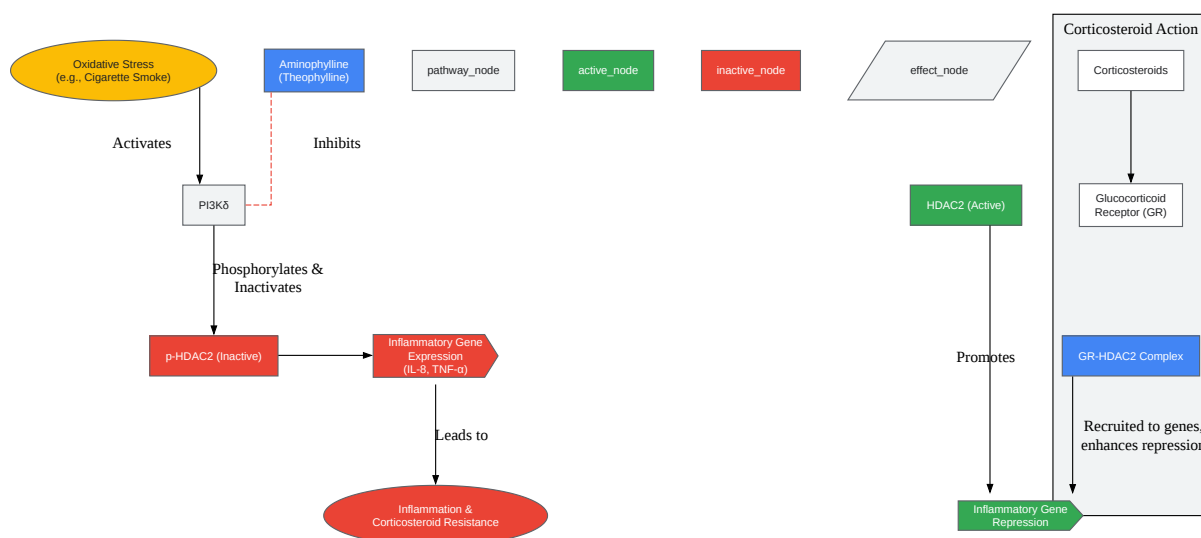 Corticosteroid Action
Oxidative Stress
(e.g., Cigarette Smoke)
Aminophylline
(Theophylline)
pathway_node
active_node
inactive_node
effect_node
Corticosteroids
Activates
Inhibits
PI3Kδ
HDAC2 (Active)
Glucocorticoid
Receptor (GR)
Phosphorylates &
Inactivates
p-HDAC2 (Inactive)
Inflammatory Gene
Expression
(IL-8, TNF-α)
Promotes
GR-HDAC2 Complex
Leads to
Recruited to genes,
enhances repression
Inflammation &
Corticosteroid Resistance
Inflammatory Gene
Repression